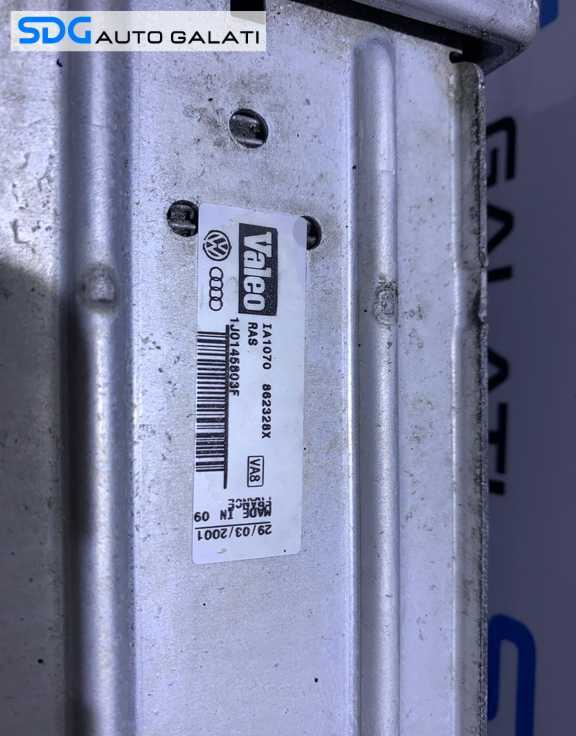 SDG AUTO GALATI
Valeo
IA1070 862328X
RAS
VA8
1J0145803F
29/03/2001
MADE IN 09
FRANCE
GALATI